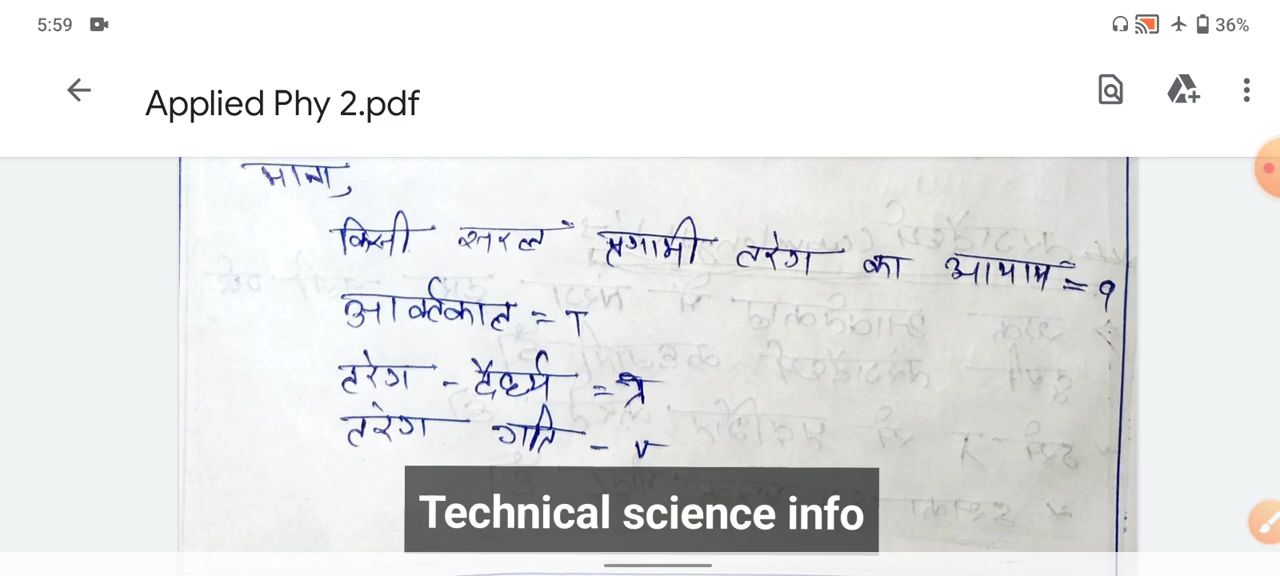 5:59
36%
Applied Phy 2.pdf
माना,
किसी सरल प्रगामी तरंग का आयाम = a
आवर्तकाल = T
तरंग - दैर्ध्य =
तरंग गति - v
Technical science info